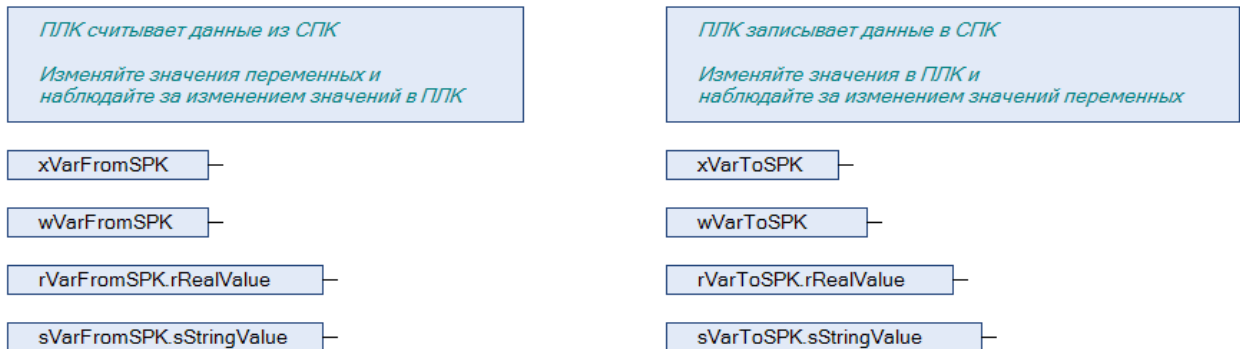 ПЛК считывает данные из СПК
Изменяйте значения переменных и
наблюдайте за изменением значений в ПЛК
xVarFromSPK
wVarFromSPK
rVarFromSPK.rRealValue
sVarFromSPK.sStringValue
ПЛК записывает данные в СПК
Изменяйте значения в ПЛК и
наблюдайте за изменением значений переменных
xVarToSPK
wVarToSPK
rVarToSPK.rRealValue
sVarToSPK.sStringValue